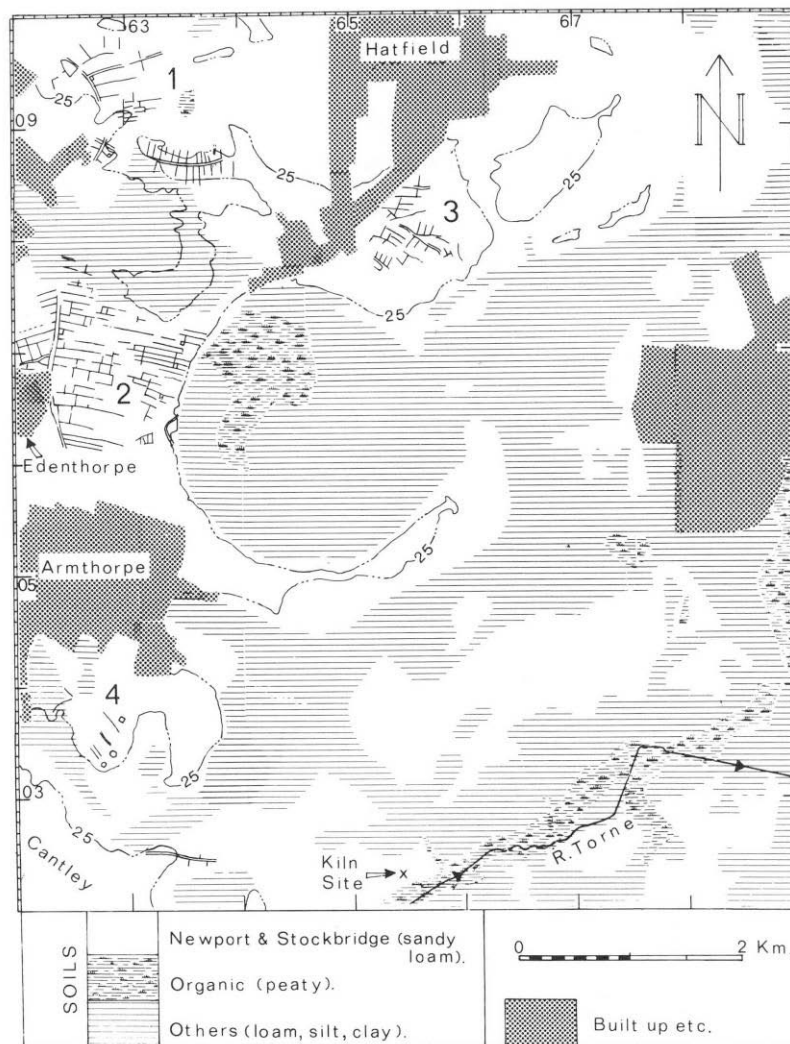 63
65
67
Hatfield
1
25
09
25
25
3
25
2
Edenthorpe
25
Armthorpe
05
4
25
03
25
Cantley
Kiln
Site
x
R. Torne
N
SOILS
Newport & Stockbridge (sandy
loam).
Organic (peaty).
Others (loam, silt, clay).
0
2 Km.
Built up etc.